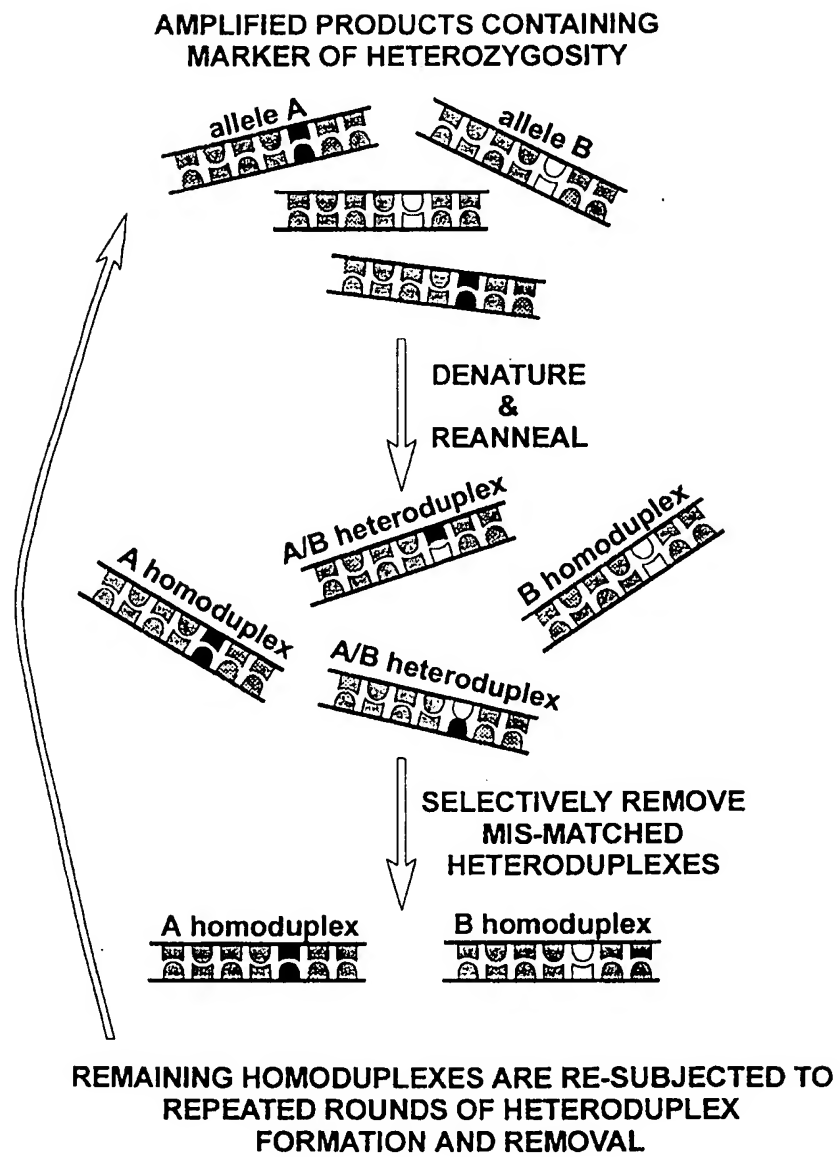 AMPLIFIED PRODUCTS CONTAINING
MARKER OF HETEROZYGOSITY
allele A
allele B
DENATURE
&
REANNEAL
A/B heteroduplex
B homoduplex
A homoduplex
A/B heteroduplex
SELECTIVELY REMOVE
MIS-MATCHED
HETERODUPLEXES
A homoduplex
B homoduplex
REMAINING HOMODUPLEXES ARE RE-SUBJECTED TO
REPEATED ROUNDS OF HETERODUPLEX
FORMATION AND REMOVAL